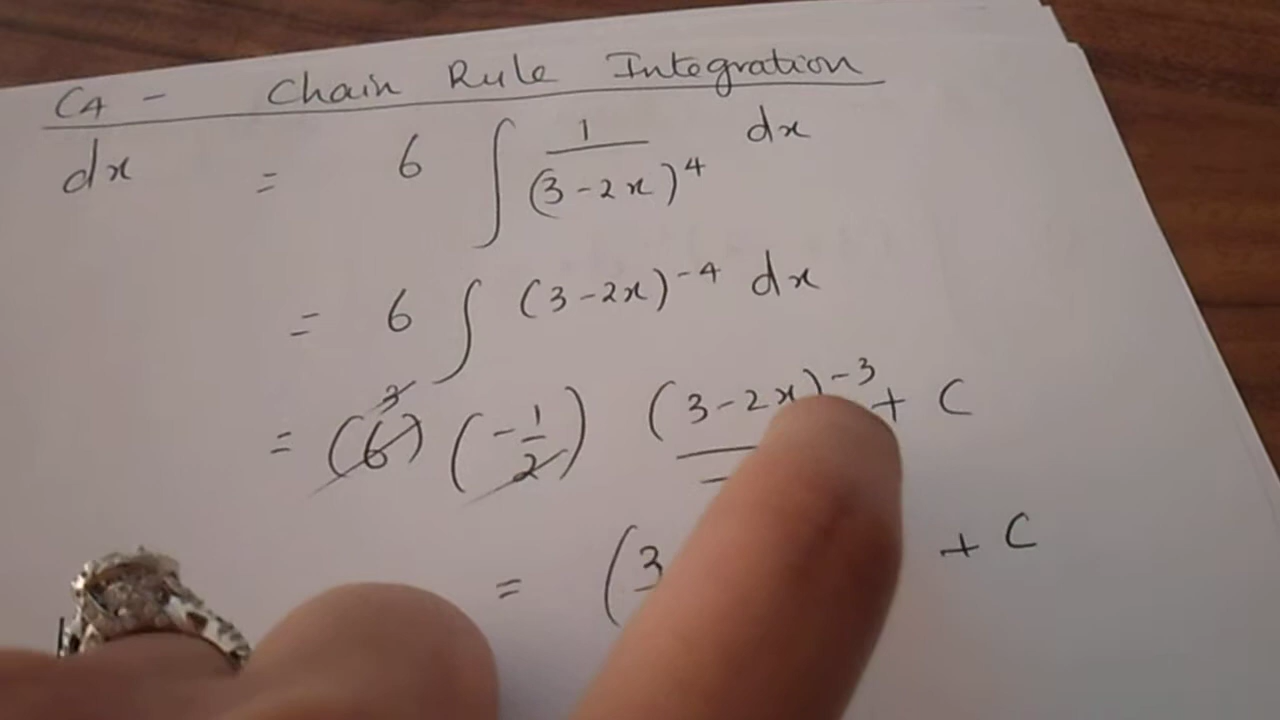 C4 - Chain Rule Integration
dx = 6 ∫ 1/(3-2x)^4 dx
= 6 ∫ (3-2x)^-4 dx
3
= (6) (-1/2) (3-2x)^-3 + C
= (3 + C